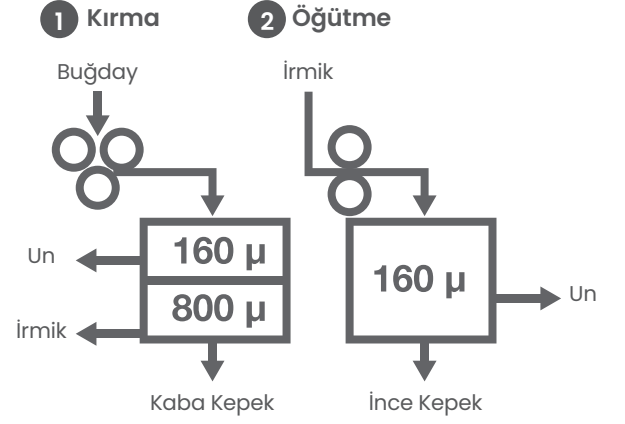 1 Kırma
Buğday
160 µ
800 µ
Un
İrmik
Kaba Kepek
2 Öğütme
İrmik
160 µ
Un
İnce Kepek